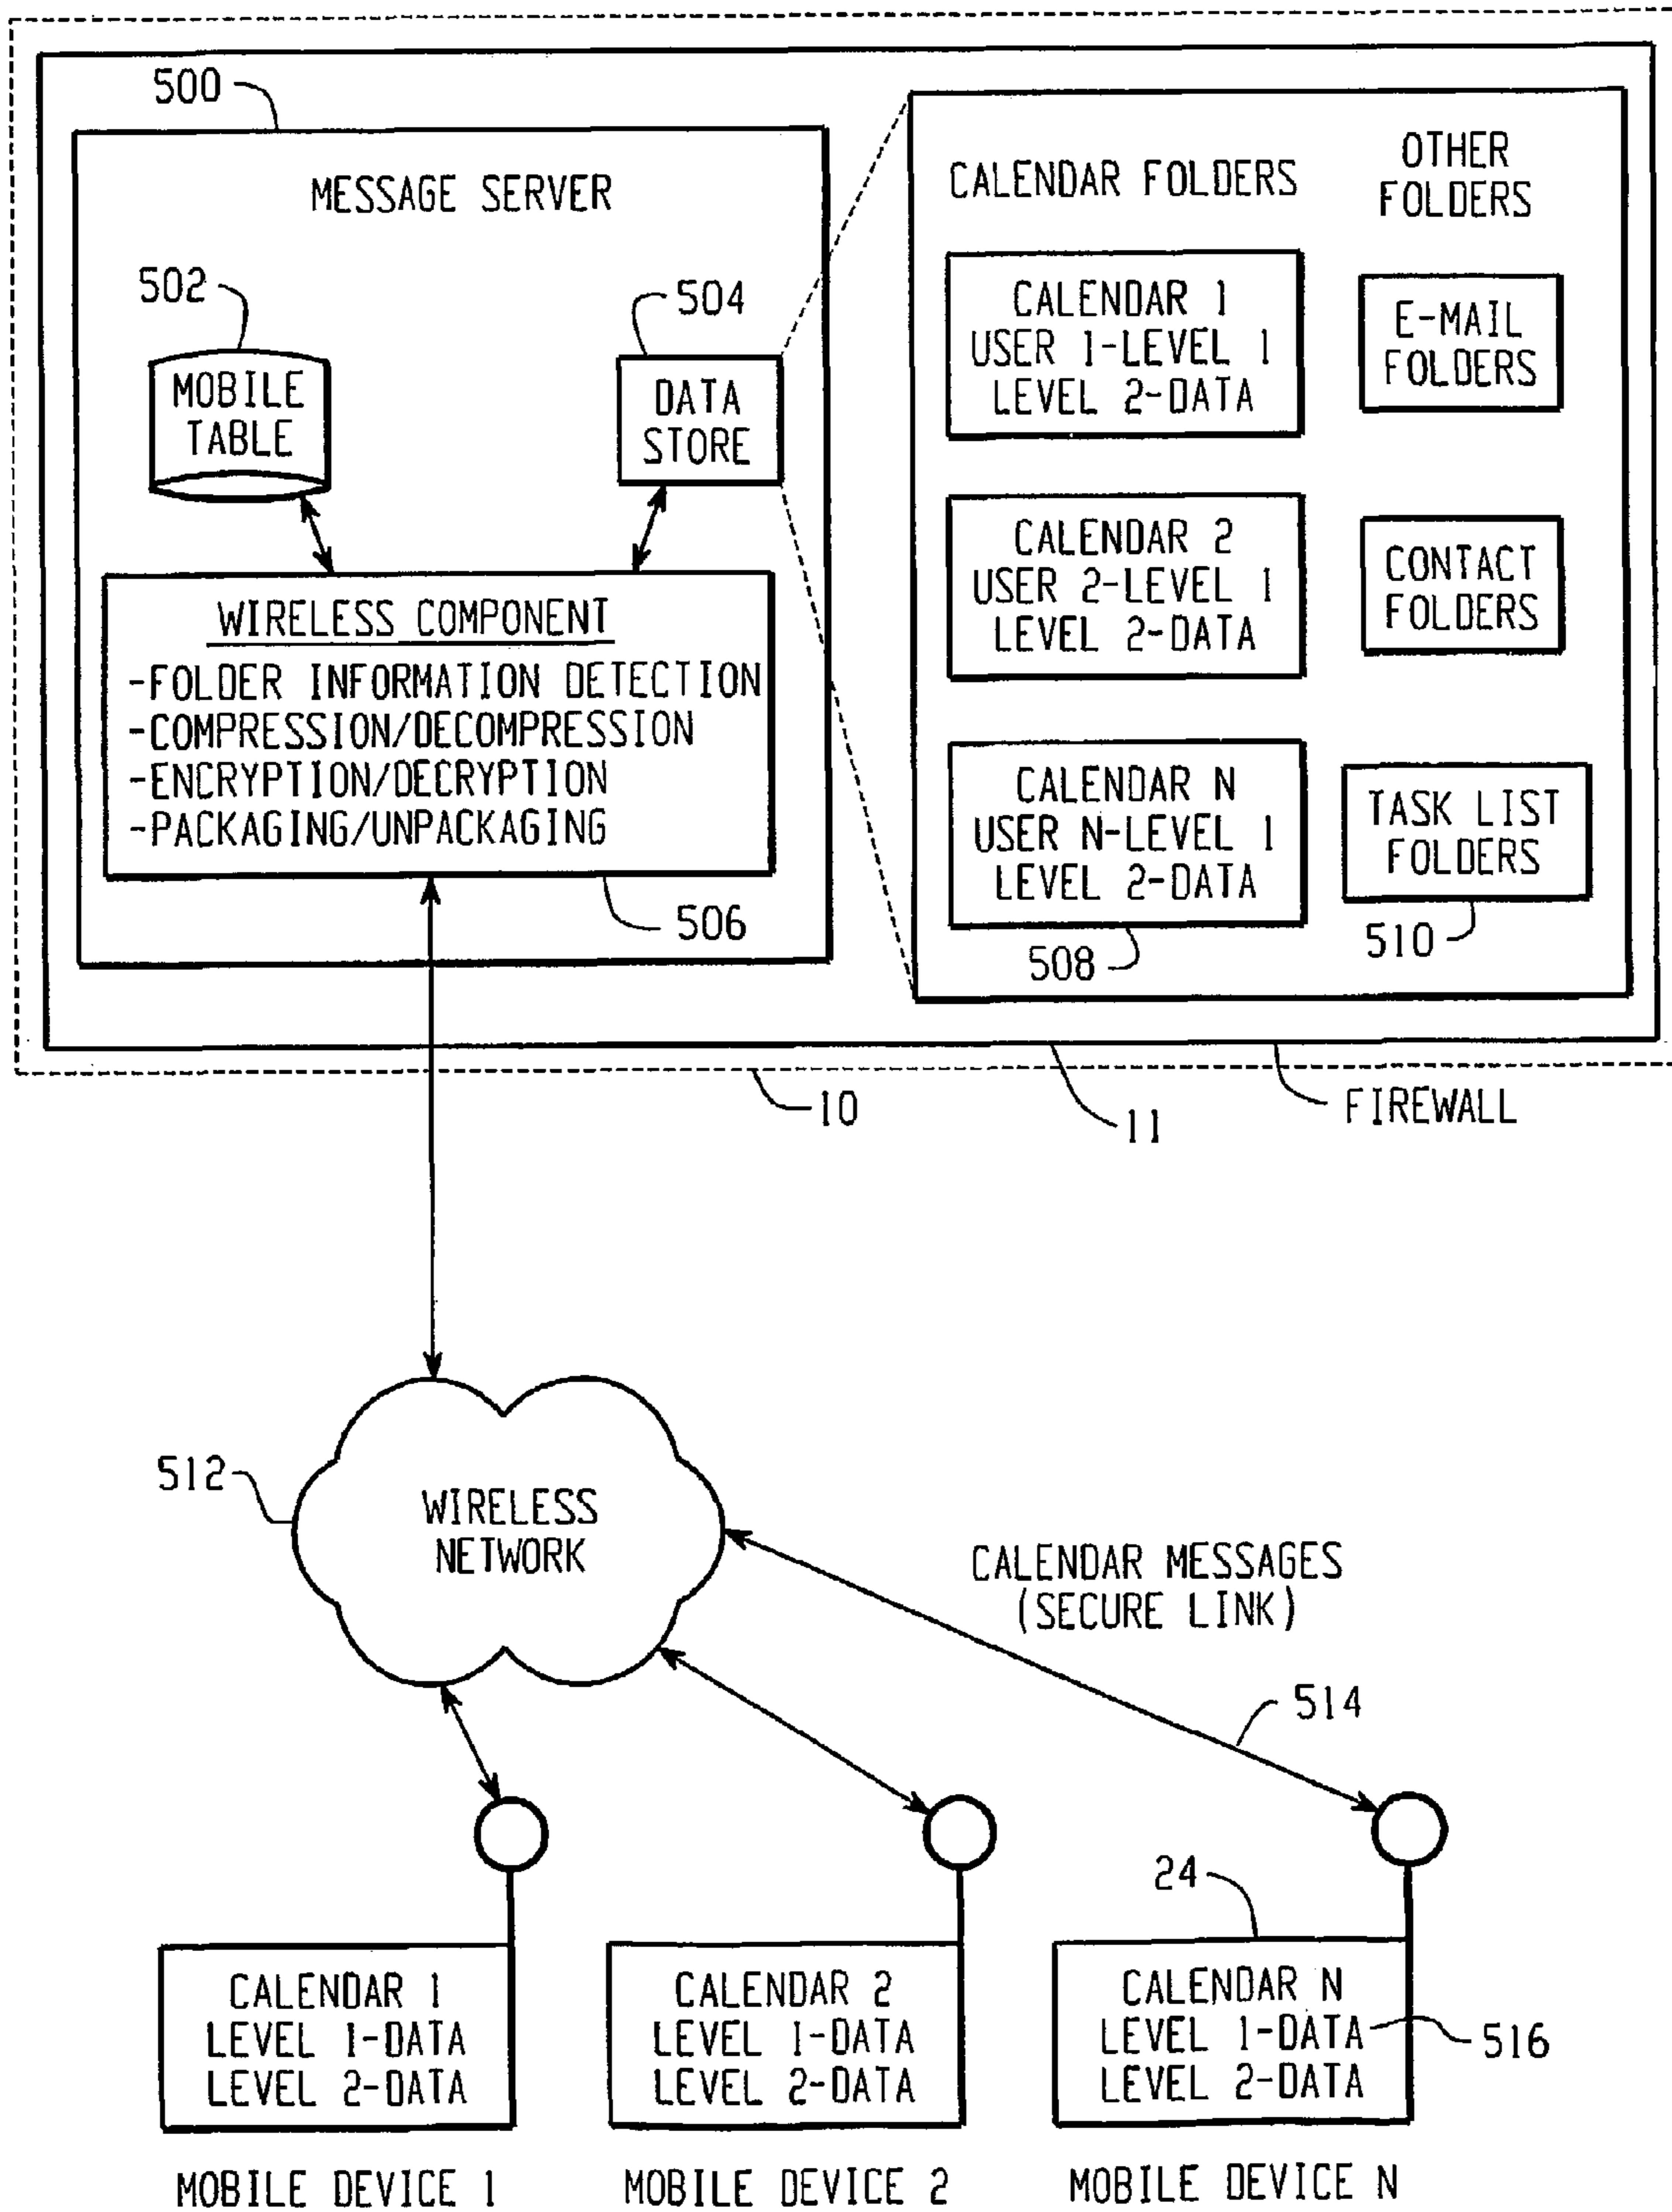 500
MESSAGE SERVER
502
504
MOBILE
TABLE
DATA
STORE
WIRELESS COMPONENT
-FOLDER INFORMATION DETECTION
-COMPRESSION/DECOMPRESSION
-ENCRYPTION/DECRYPTION
-PACKAGING/UNPACKAGING
506
CALENDAR FOLDERS
OTHER
FOLDERS
CALENDAR 1
USER 1-LEVEL 1
LEVEL 2-DATA
E-MAIL
FOLDERS
CALENDAR 2
USER 2-LEVEL 1
LEVEL 2-DATA
CONTACT
FOLDERS
CALENDAR N
USER N-LEVEL 1
LEVEL 2-DATA
TASK LIST
FOLDERS
508
510
10
11
FIREWALL
512
WIRELESS
NETWORK
CALENDAR MESSAGES
(SECURE LINK)
514
24
CALENDAR 1
LEVEL 1-DATA
LEVEL 2-DATA
CALENDAR 2
LEVEL 1-DATA
LEVEL 2-DATA
CALENDAR N
LEVEL 1-DATA
LEVEL 2-DATA
516
MOBILE DEVICE 1
MOBILE DEVICE 2
MOBILE DEVICE N